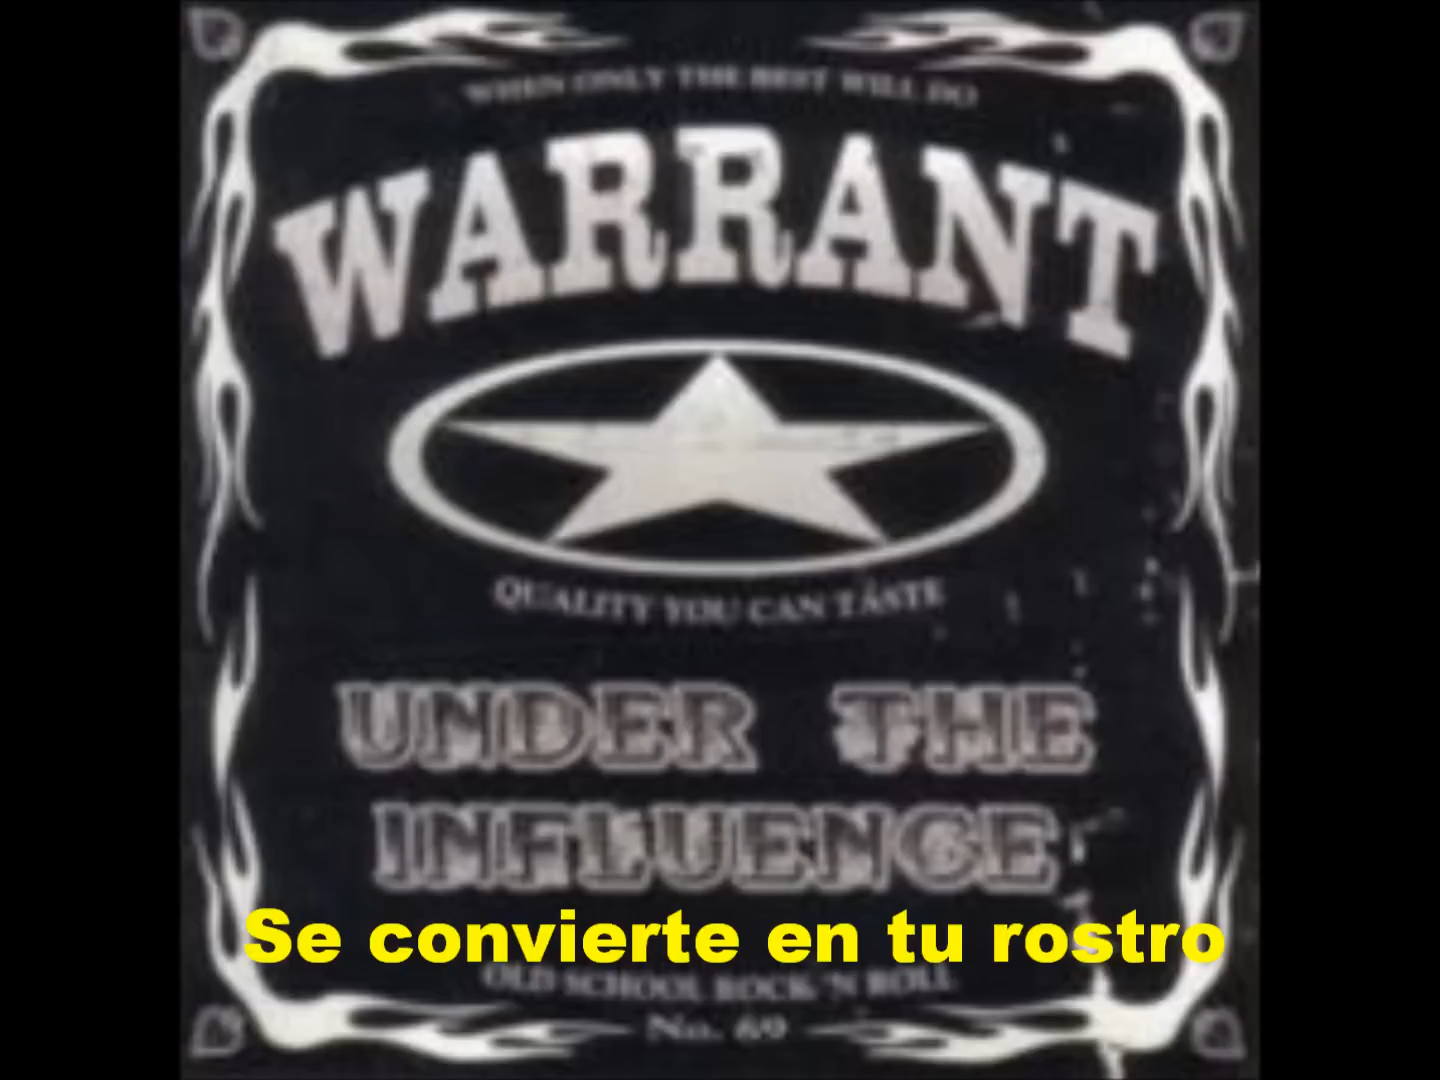 WHEN ONLY THE BEST WILL DO
WARRANT
QUALITY YOU CAN TASTE
UNDER THE
INFLUENCE
Se convierte en tu rostro
OLD SCHOOL ROCK 'N ROLL
No. 69